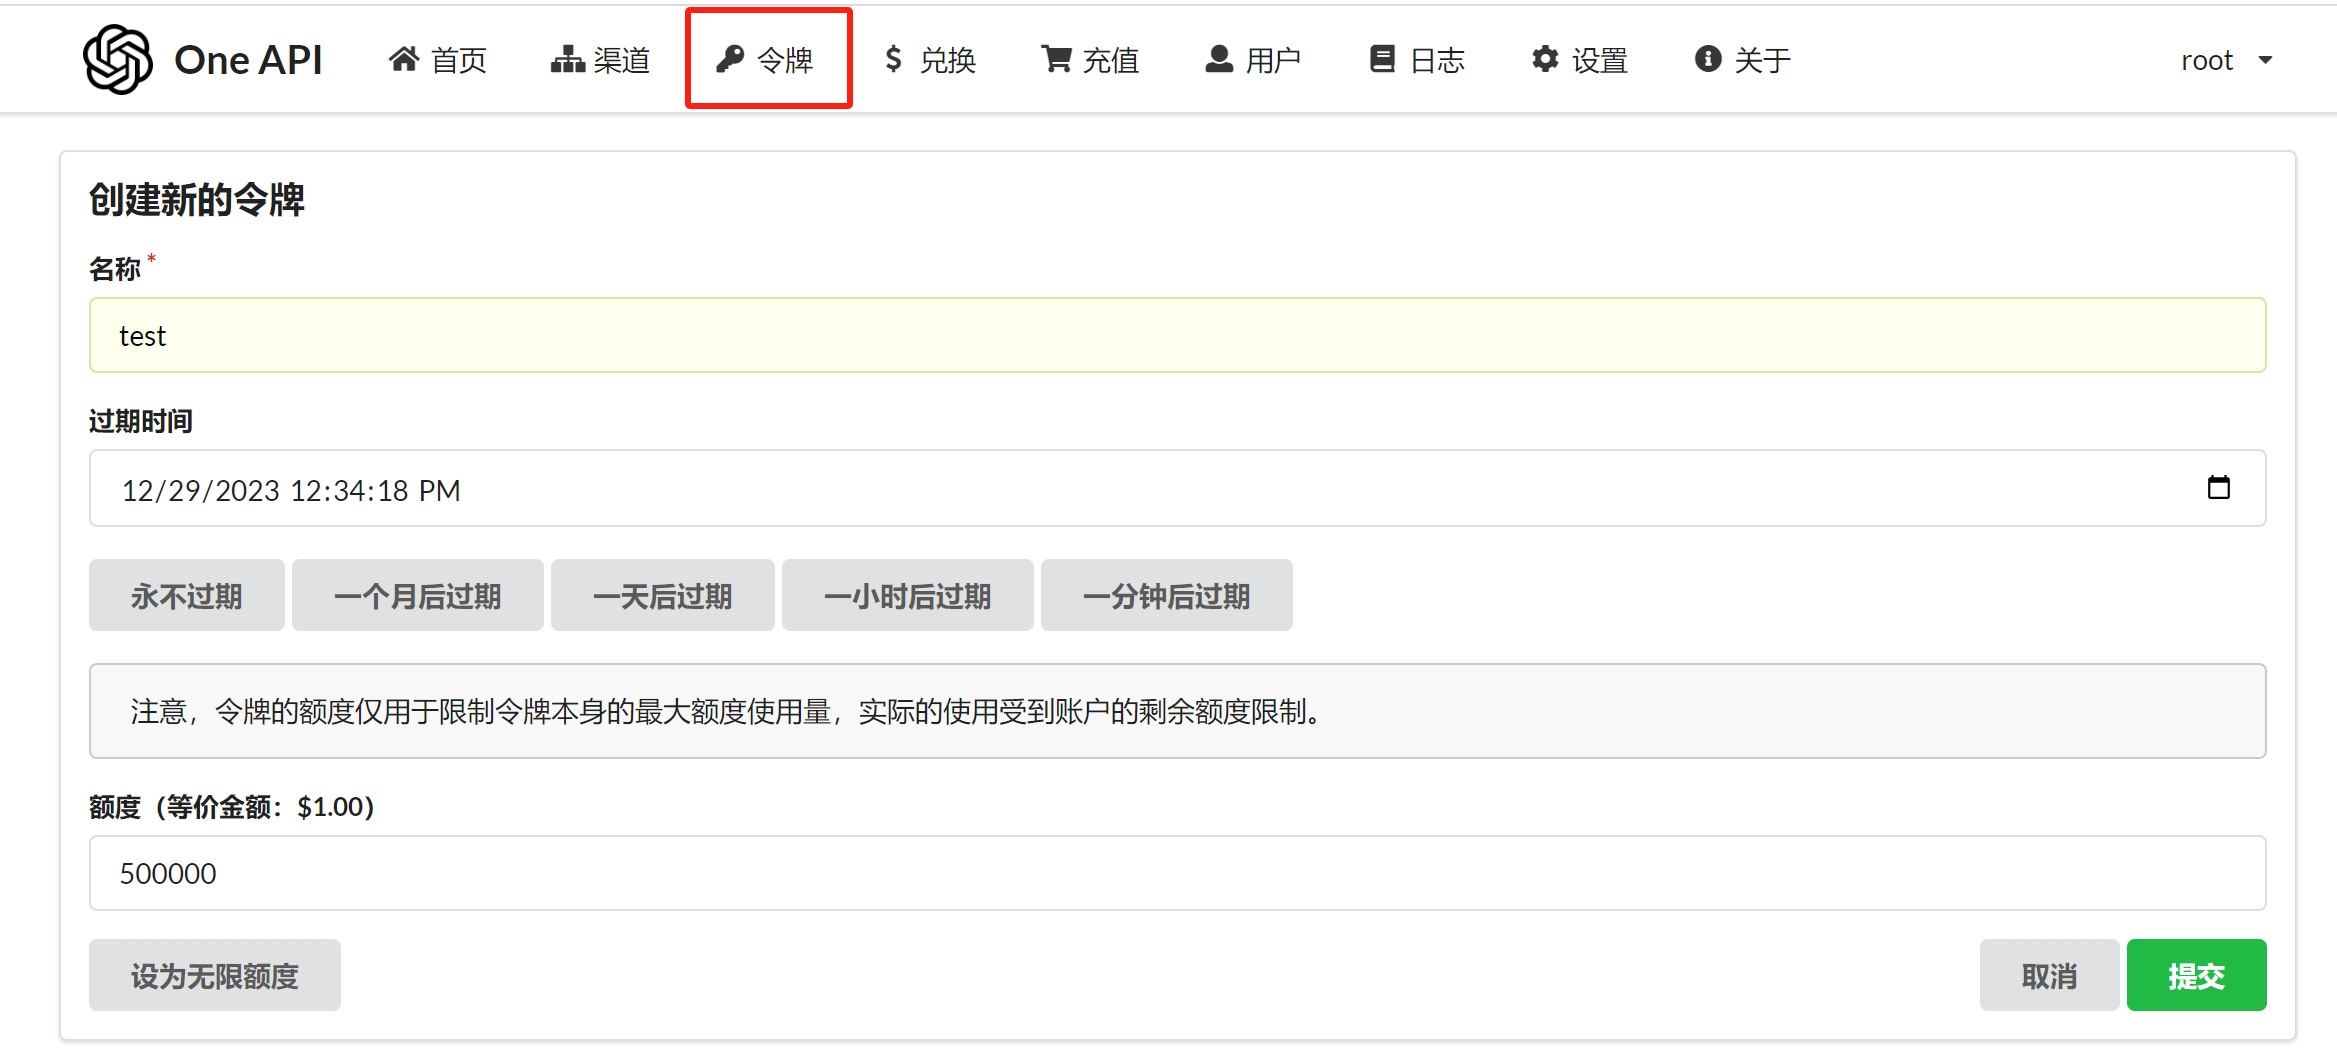 One API 首页 渠道 令牌 兑换 充值 用户 日志 设置 关于 root
创建新的令牌
名称 *
test
过期时间
12/29/2023 12:34:18 PM
永不过期 一个月后过期 一天后过期 一小时后过期 一分钟后过期
注意，令牌的额度仅用于限制令牌本身的最大额度使用量，实际的使用受到账户的剩余额度限制。
额度（等价金额：$1.00）
500000
设为无限额度 取消 提交